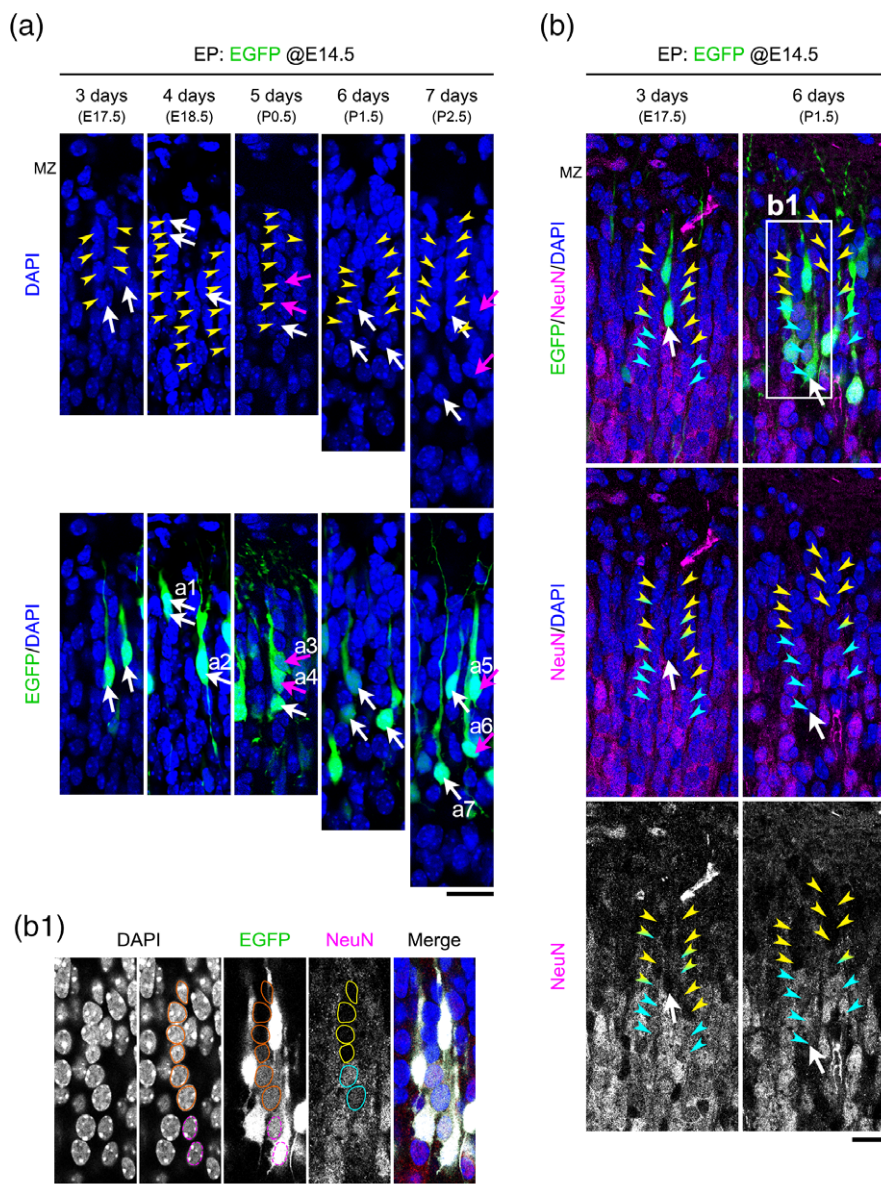 (a)
EP: EGFP @E14.5
3 days 4 days 5 days 6 days 7 days
(E17.5) (E18.5) (P0.5) (P1.5) (P2.5)
MZ
DAPI
a1
a2
a3
a4
a5
a6
a7
EGFP/DAPI
(b)
EP: EGFP @E14.5
3 days 6 days
(E17.5) (P1.5)
MZ
b1
EGFP/NeuN/DAPI
NeuN/DAPI
NeuN
(b1)
DAPI EGFP NeuN Merge